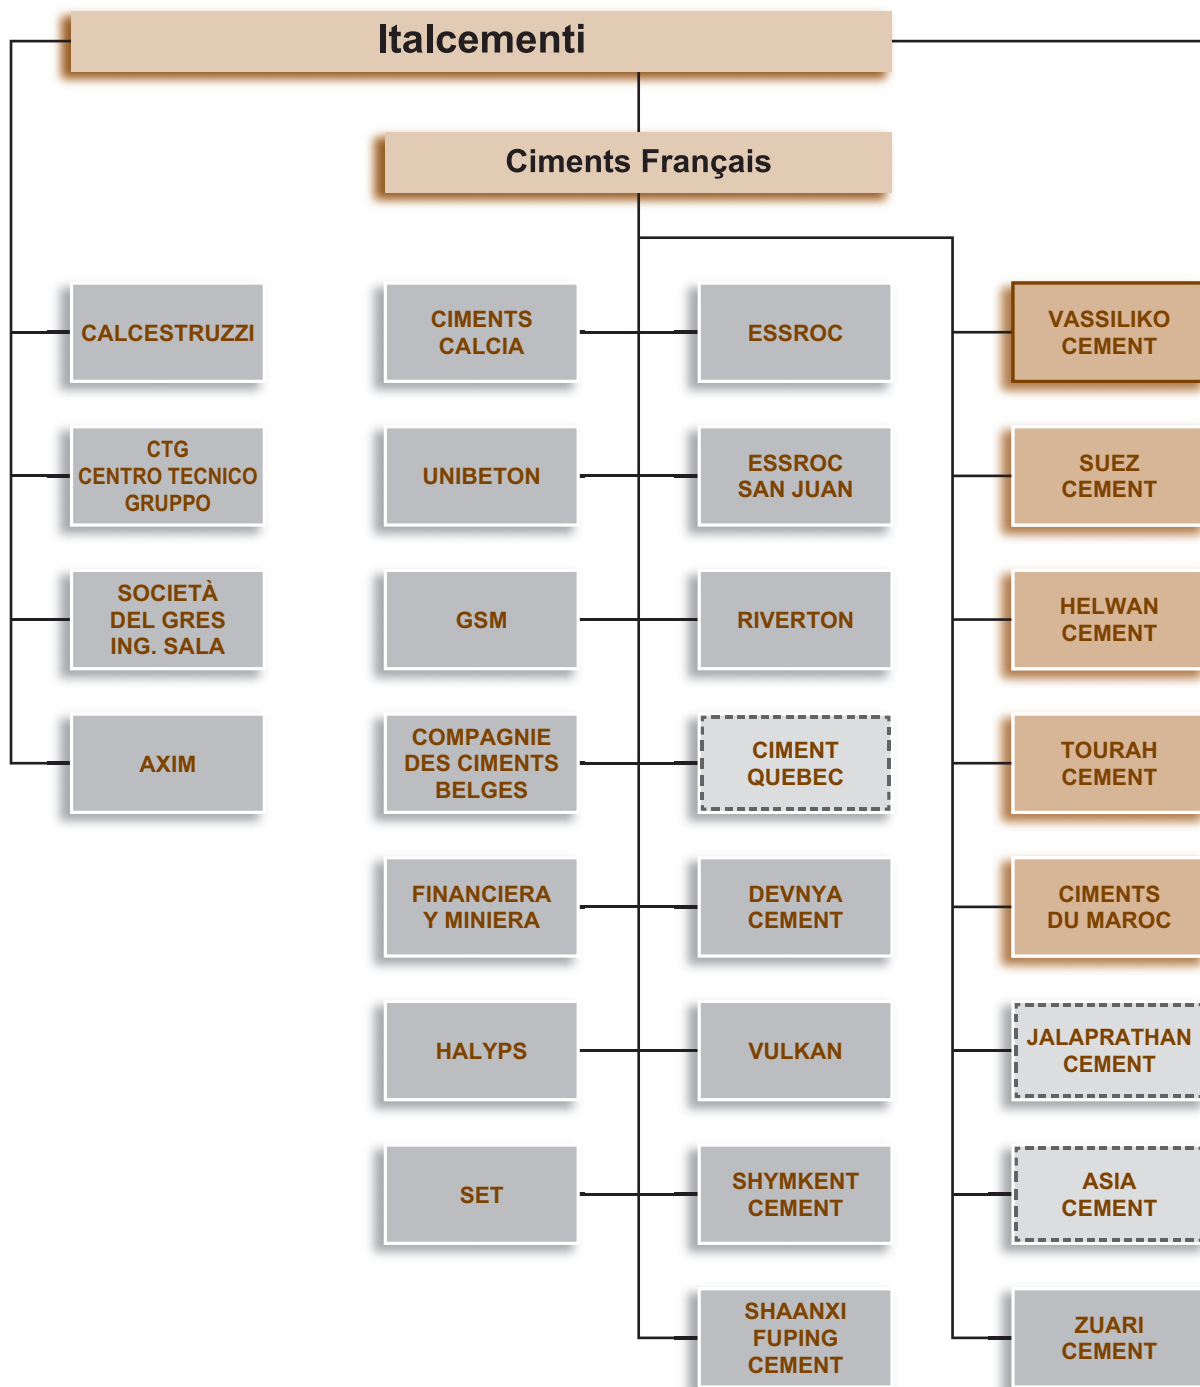 Italcementi
Ciments Français
CALCESTRUZZI
CTG
CENTRO TECNICO
GRUPPO
SOCIETÀ
DEL GRES
ING. SALA
AXIM
CIMENTS
CALCIA
UNIBETON
GSM
COMPAGNIE
DES CIMENTS
BELGES
FINANCIERA
Y MINIERA
HALYPS
SET
ESSROC
ESSROC
SAN JUAN
RIVERTON
CIMENT
QUEBEC
DEVNYA
CEMENT
VULKAN
SHYMKENT
CEMENT
SHAANXI
FUPING
CEMENT
VASSILIKO
CEMENT
SUEZ
CEMENT
HELWAN
CEMENT
TOURAH
CEMENT
CIMENTS
DU MAROC
JALAPRATHAN
CEMENT
ASIA
CEMENT
ZUARI
CEMENT